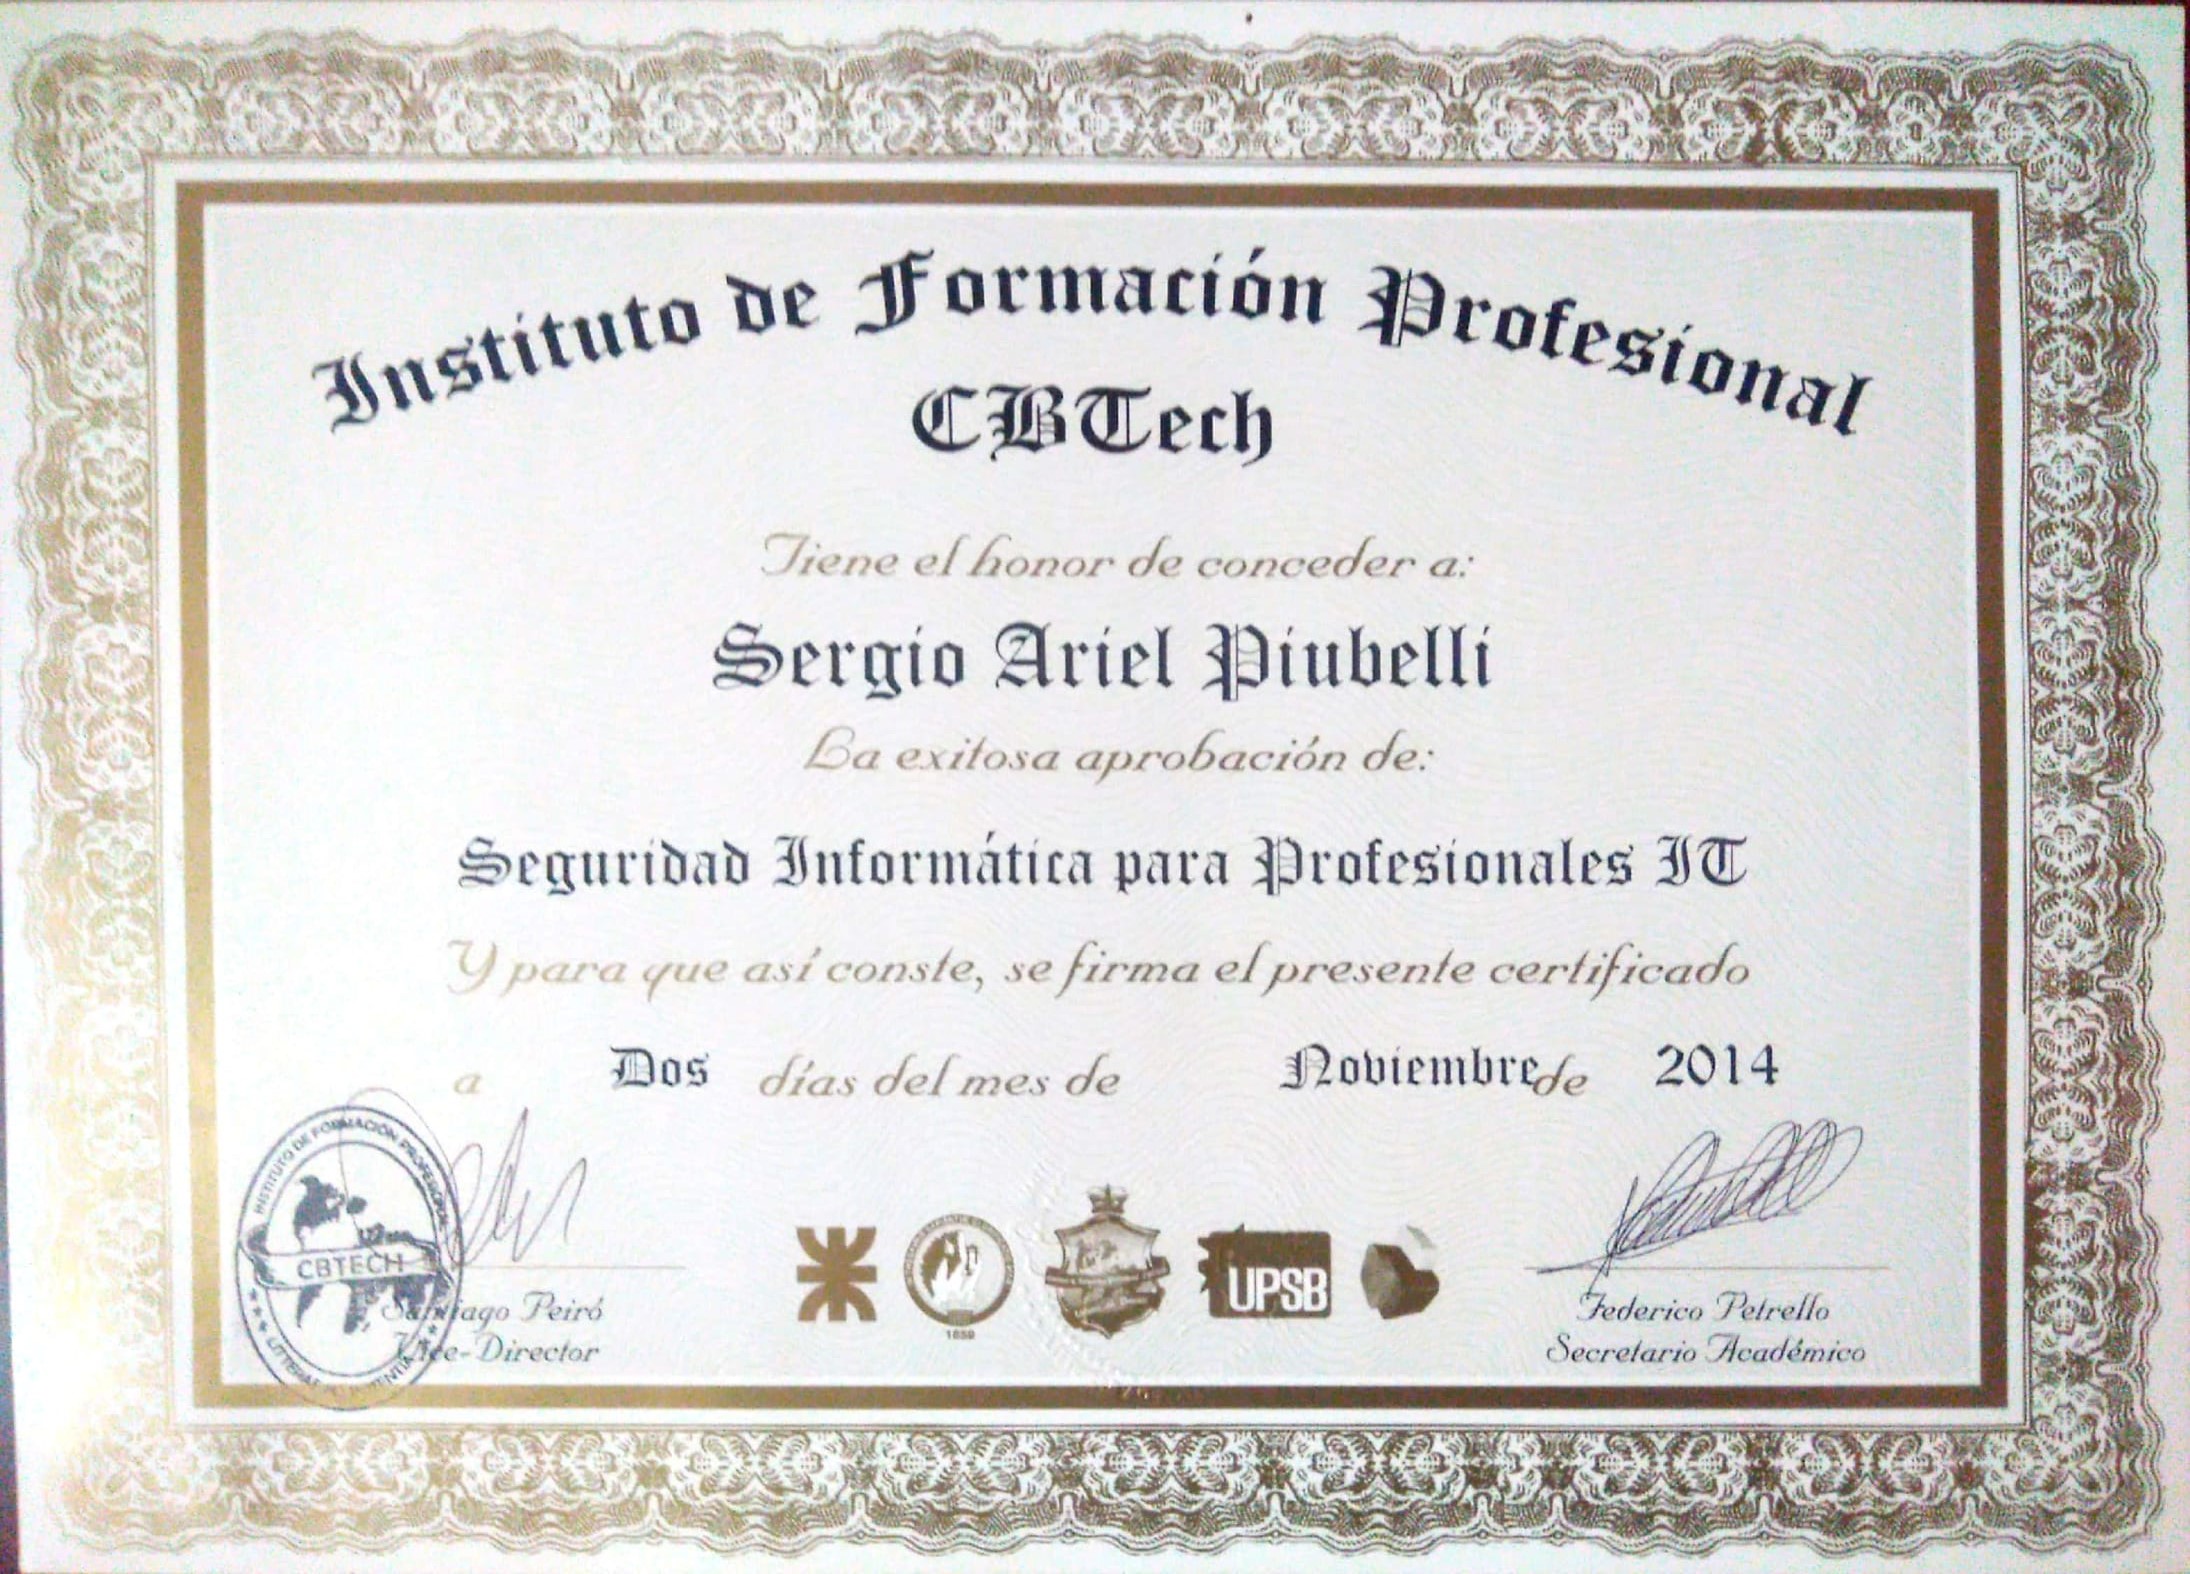 Instituto de Formación Profesional
CBTech
Tiene el honor de conceder a:
Sergio Ariel Piubelli
La exitosa aprobación de:
Seguridad Informática para Profesionales IT
Y para que así conste, se firma el presente certificado
a Dos días del mes de Noviembre de 2014
INSTITUTO DE FORMACIÓN PROFESIONAL
CBTECH
Santiago Peiró
Vice-Director
1889
UPSB
Federico Petrello
Secretario Académico